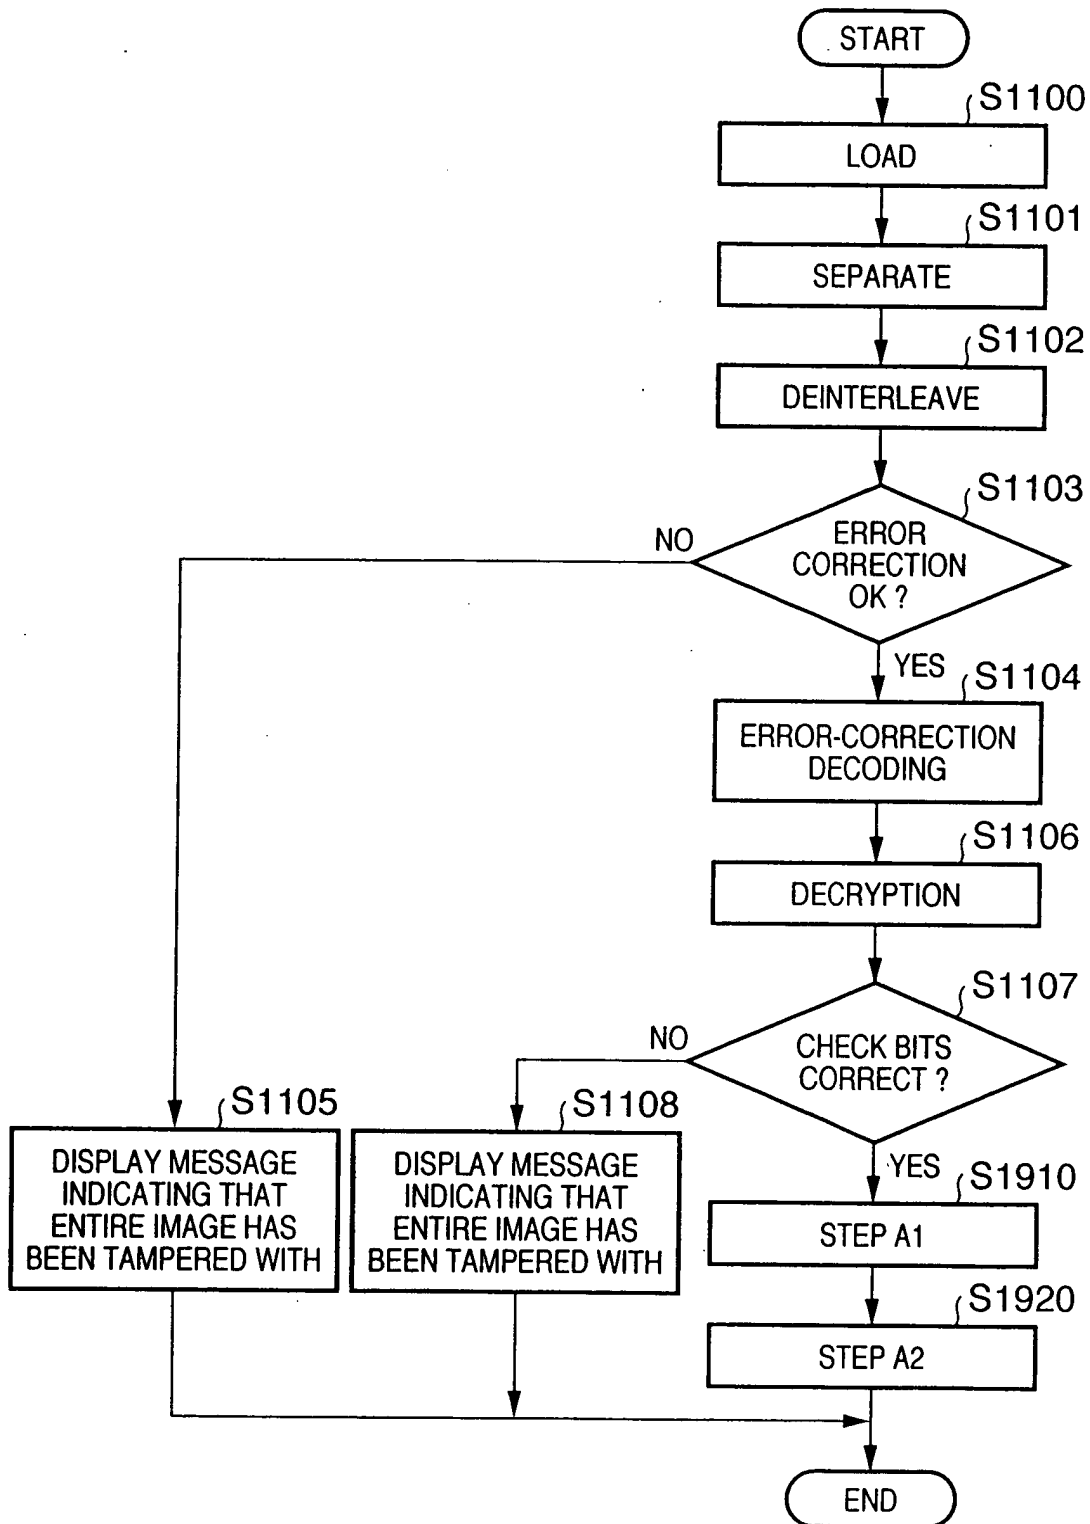 START
S1100
LOAD
S1101
SEPARATE
S1102
DEINTERLEAVE
S1103
NO
ERROR
CORRECTION
OK ?
YES
S1104
ERROR-CORRECTION
DECODING
S1106
DECRYPTION
S1107
NO
CHECK BITS
CORRECT ?
S1105
DISPLAY MESSAGE
INDICATING THAT
ENTIRE IMAGE HAS
BEEN TAMPERED WITH
S1108
DISPLAY MESSAGE
INDICATING THAT
ENTIRE IMAGE HAS
BEEN TAMPERED WITH
YES
S1910
STEP A1
S1920
STEP A2
END